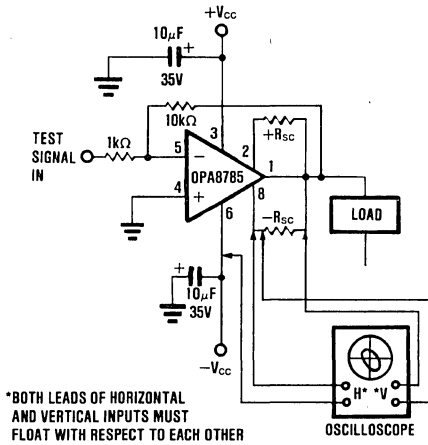 +VCC
10μF
+
35V
10kΩ
+RSC
3
2
TEST
SIGNAL
IN
1kΩ
5
−
1
OPA8785
4
+
8
6
−RSC
LOAD
+
10μF
35V
−VCC
H* *V
OSCILLOSCOPE
*BOTH LEADS OF HORIZONTAL
AND VERTICAL INPUTS MUST
FLOAT WITH RESPECT TO EACH OTHER